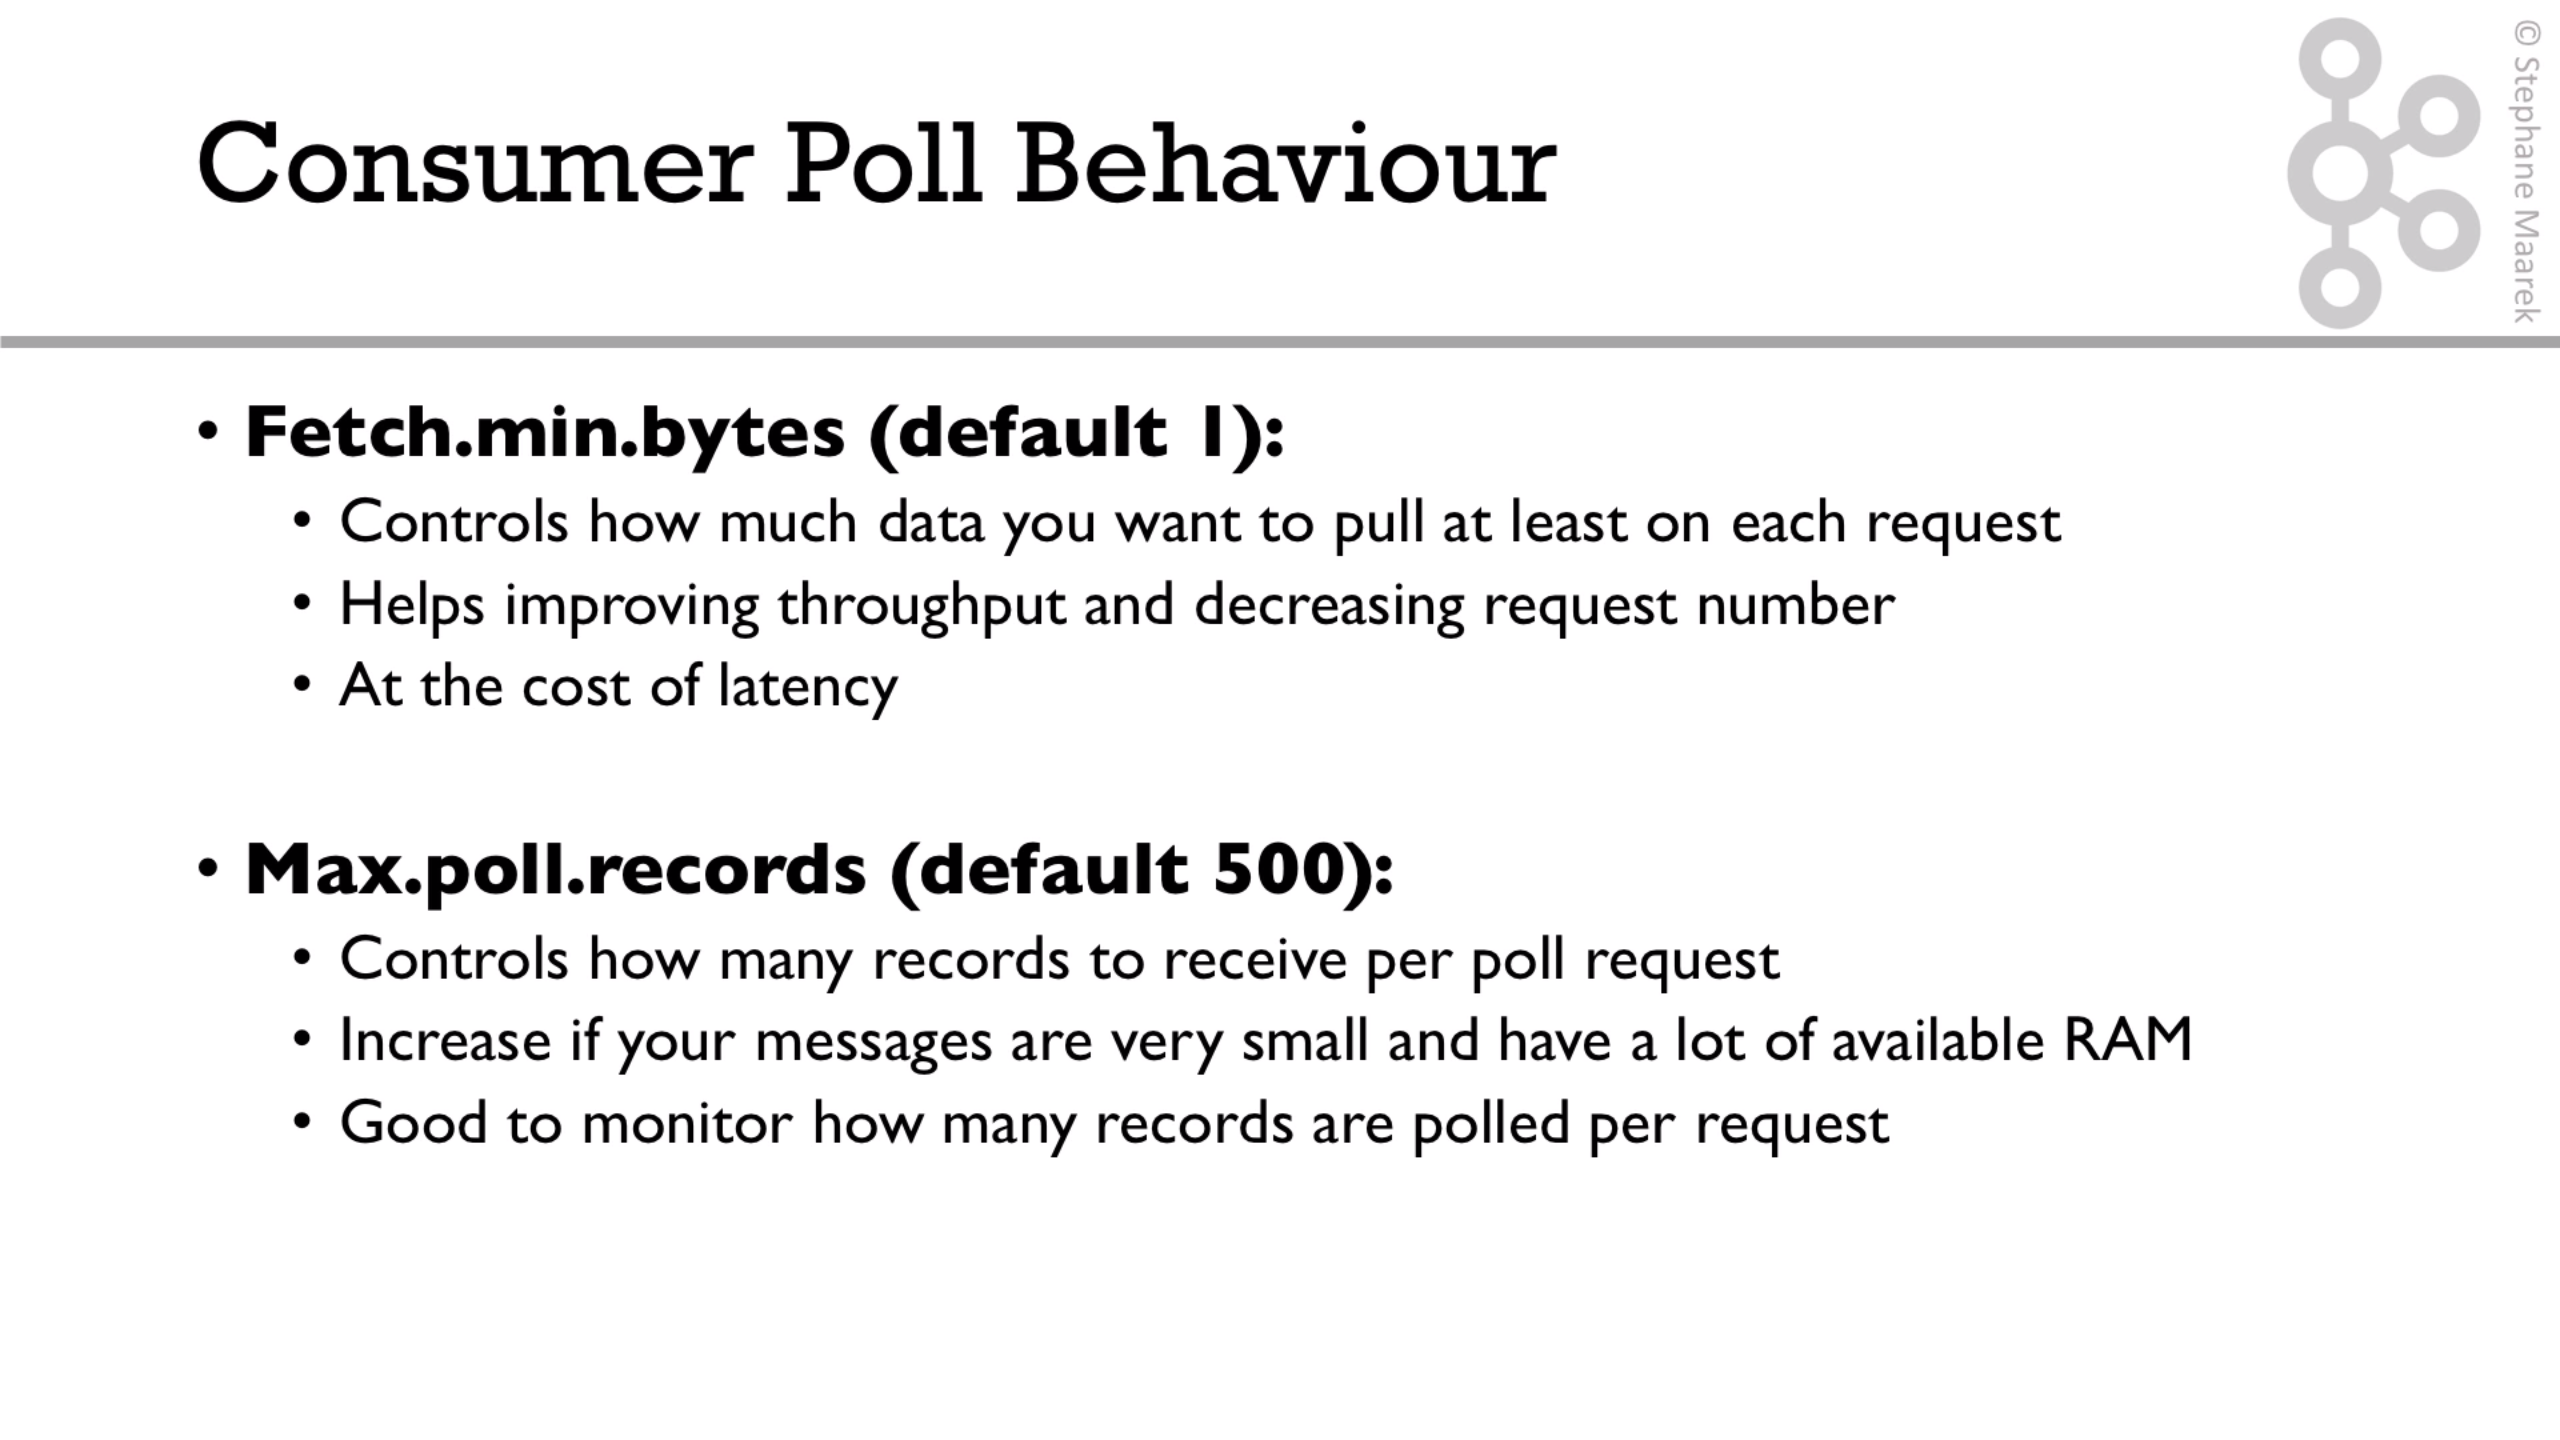 Consumer Poll Behaviour
© Stephane Maarek
• Fetch.min.bytes (default 1):
• Controls how much data you want to pull at least on each request
• Helps improving throughput and decreasing request number
• At the cost of latency
• Max.poll.records (default 500):
• Controls how many records to receive per poll request
• Increase if your messages are very small and have a lot of available RAM
• Good to monitor how many records are polled per request